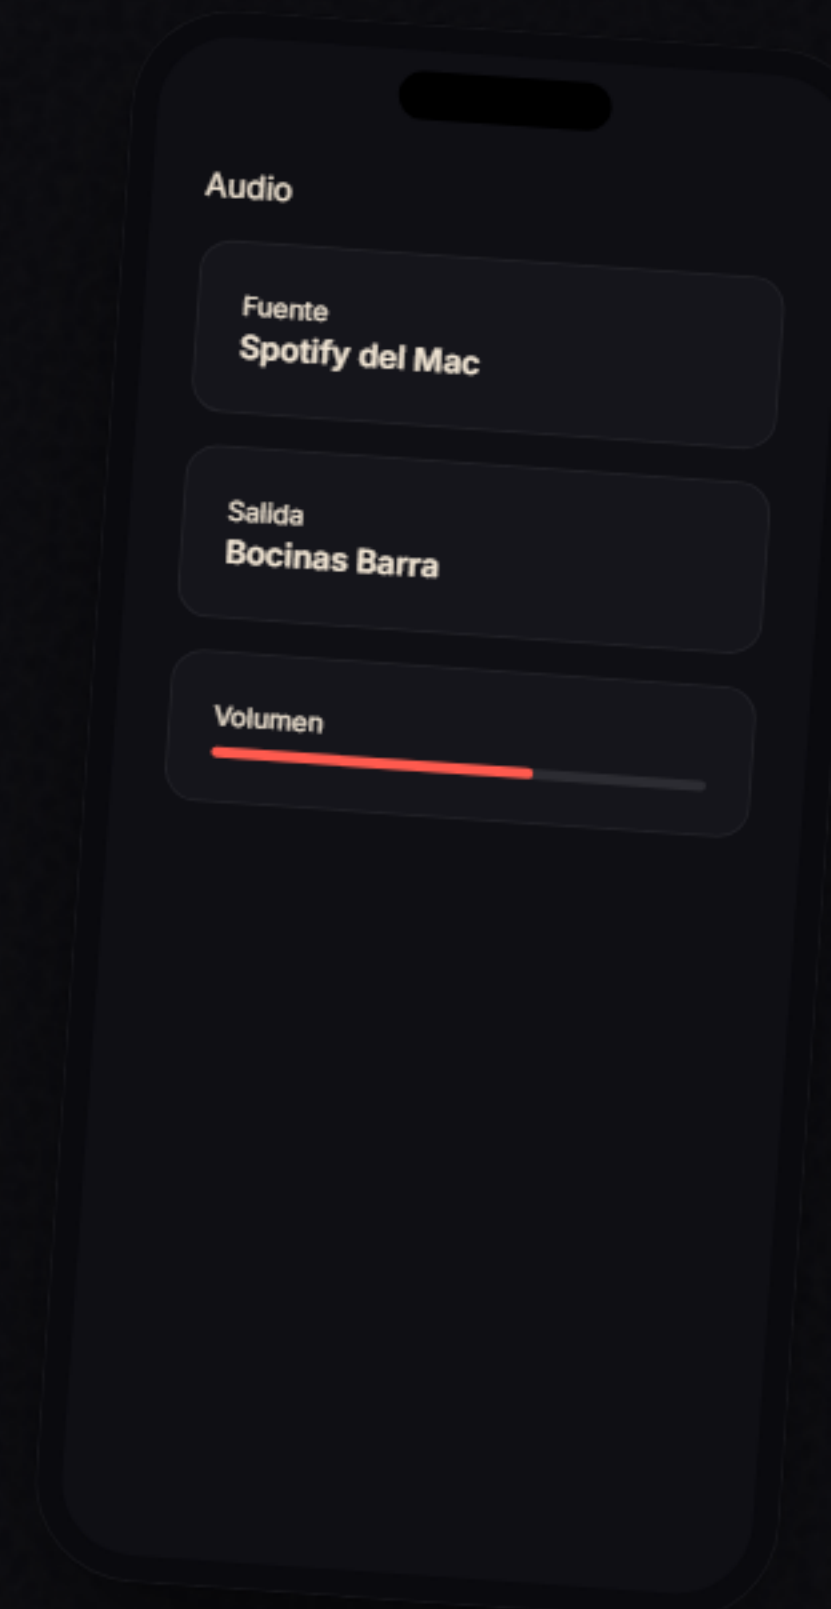 Audio
Fuente
Spotify del Mac
Salida
Bocinas Barra
Volumen